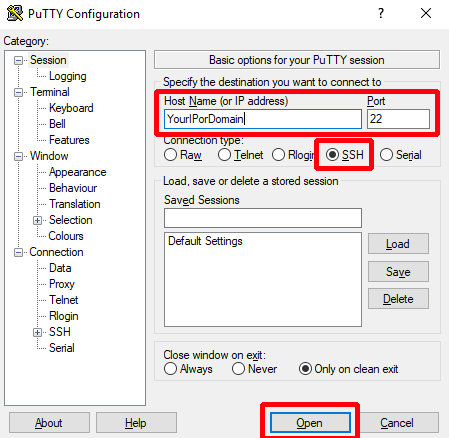 PuTTY Configuration
Category:
Session
Logging
Terminal
Keyboard
Bell
Features
Window
Appearance
Behaviour
Translation
Selection
Colours
Connection
Data
Proxy
Telnet
Rlogin
SSH
Serial
Basic options for your PuTTY session
Specify the destination you want to connect to
Host Name (or IP address) Port
YourIPorDomain 22
Connection type:
Raw Telnet Rlogin SSH Serial
Load, save or delete a stored session
Saved Sessions
Default Settings
Load
Save
Delete
Close window on exit:
Always Never Only on clean exit
About Help Open Cancel